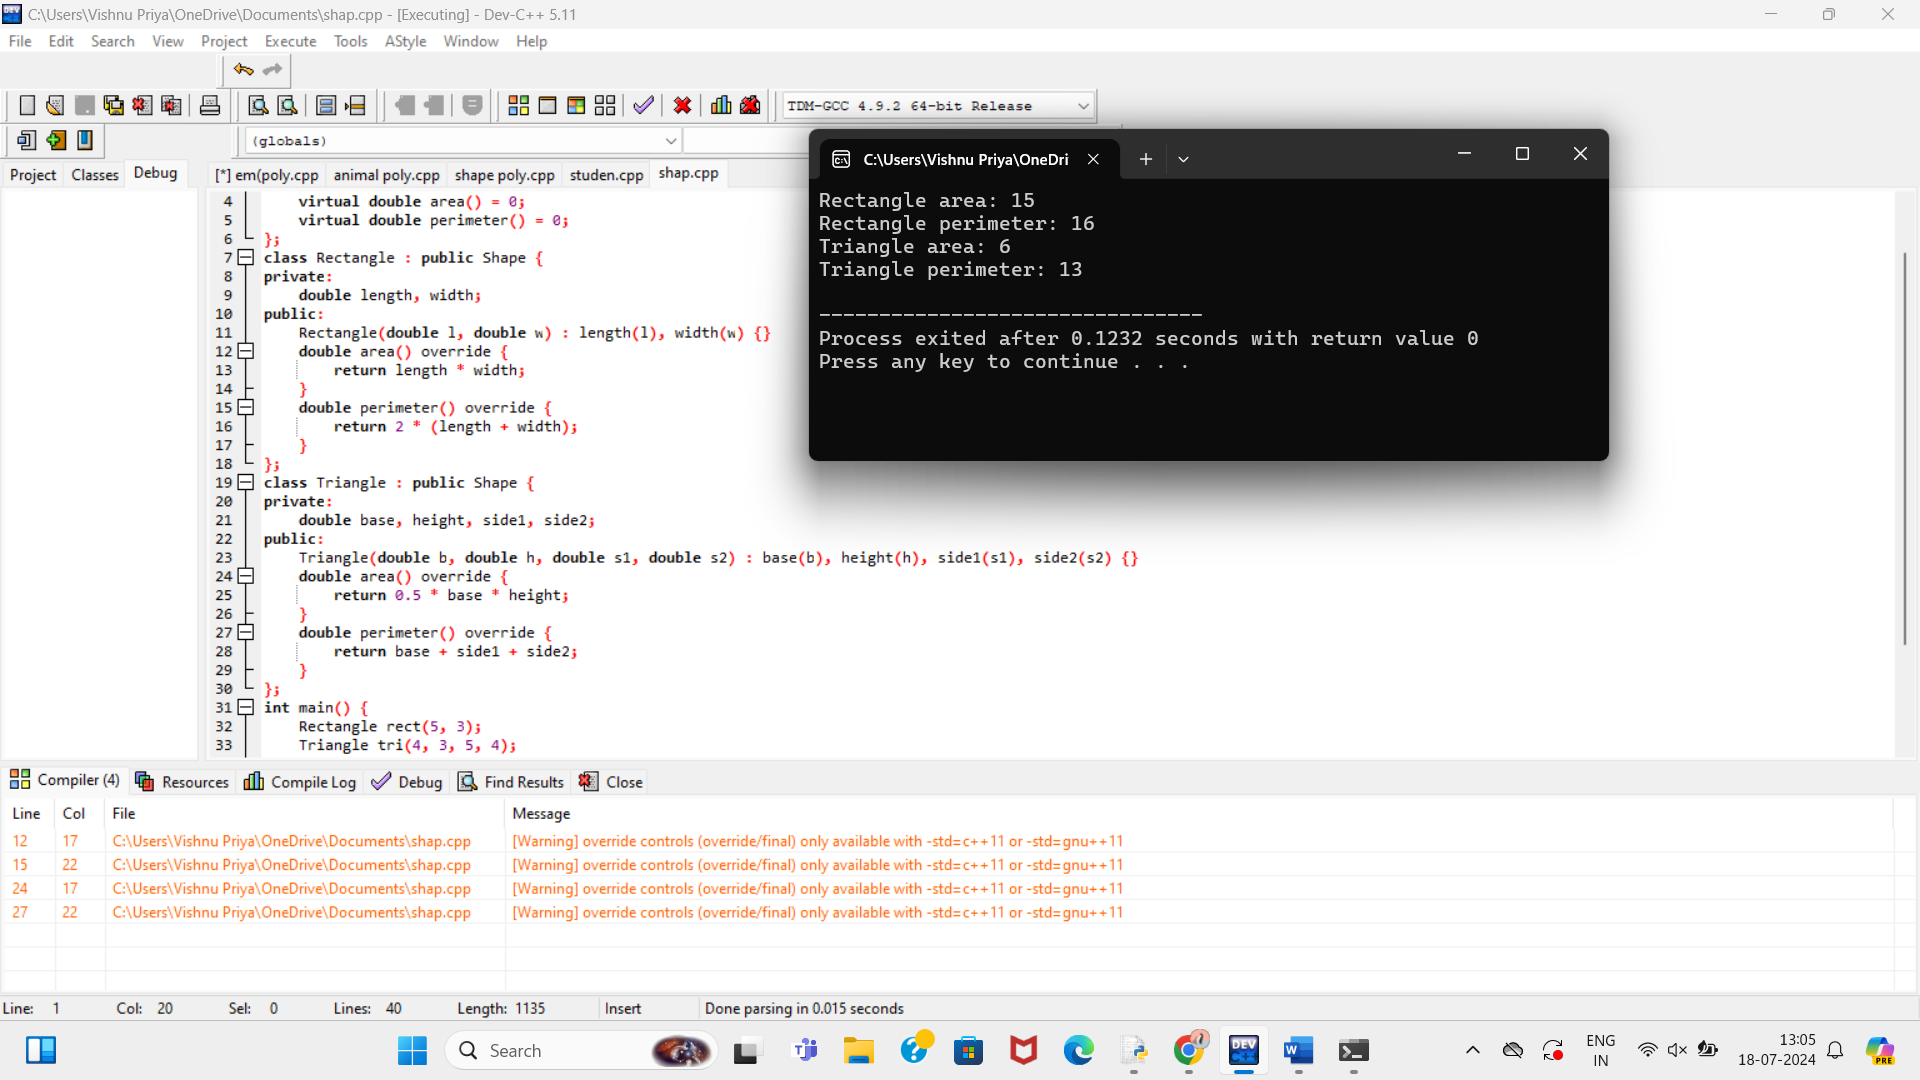 C:\Users\Vishnu Priya\OneDrive\Documents\shap.cpp - [Executing] - Dev-C++ 5.11
File Edit Search View Project Execute Tools AStyle Window Help
TDM-GCC 4.9.2 64-bit Release
(globals)
Project Classes Debug
[*] em(poly.cpp animal poly.cpp shape poly.cpp studen.cpp shap.cpp
4 virtual double area() = 0;
5 virtual double perimeter() = 0;
6 };
7 class Rectangle : public Shape {
8 private:
9 double length, width;
10 public:
11 Rectangle(double l, double w) : length(l), width(w) {}
12 double area() override {
13 return length * width;
14 }
15 double perimeter() override {
16 return 2 * (length + width);
17 }
18 };
19 class Triangle : public Shape {
20 private:
21 double base, height, side1, side2;
22 public:
23 Triangle(double b, double h, double s1, double s2) : base(b), height(h), side1(s1), side2(s2) {}
24 double area() override {
25 return 0.5 * base * height;
26 }
27 double perimeter() override {
28 return base + side1 + side2;
29 }
30 };
31 int main() {
32 Rectangle rect(5, 3);
33 Triangle tri(4, 3, 5, 4);
C:\Users\Vishnu Priya\OneDri
Rectangle area: 15
Rectangle perimeter: 16
Triangle area: 6
Triangle perimeter: 13
--------------------------------
Process exited after 0.1232 seconds with return value 0
Press any key to continue . . .
Compiler (4) Resources Compile Log Debug Find Results Close
Line Col File Message
12 17 C:\Users\Vishnu Priya\OneDrive\Documents\shap.cpp [Warning] override controls (override/final) only available with -std=c++11 or -std=gnu++11
15 22 C:\Users\Vishnu Priya\OneDrive\Documents\shap.cpp [Warning] override controls (override/final) only available with -std=c++11 or -std=gnu++11
24 17 C:\Users\Vishnu Priya\OneDrive\Documents\shap.cpp [Warning] override controls (override/final) only available with -std=c++11 or -std=gnu++11
27 22 C:\Users\Vishnu Priya\OneDrive\Documents\shap.cpp [Warning] override controls (override/final) only available with -std=c++11 or -std=gnu++11
Line: 1 Col: 20 Sel: 0 Lines: 40 Length: 1135 Insert Done parsing in 0.015 seconds
Search
DEV
ENG
IN
13:05
18-07-2024
PRE